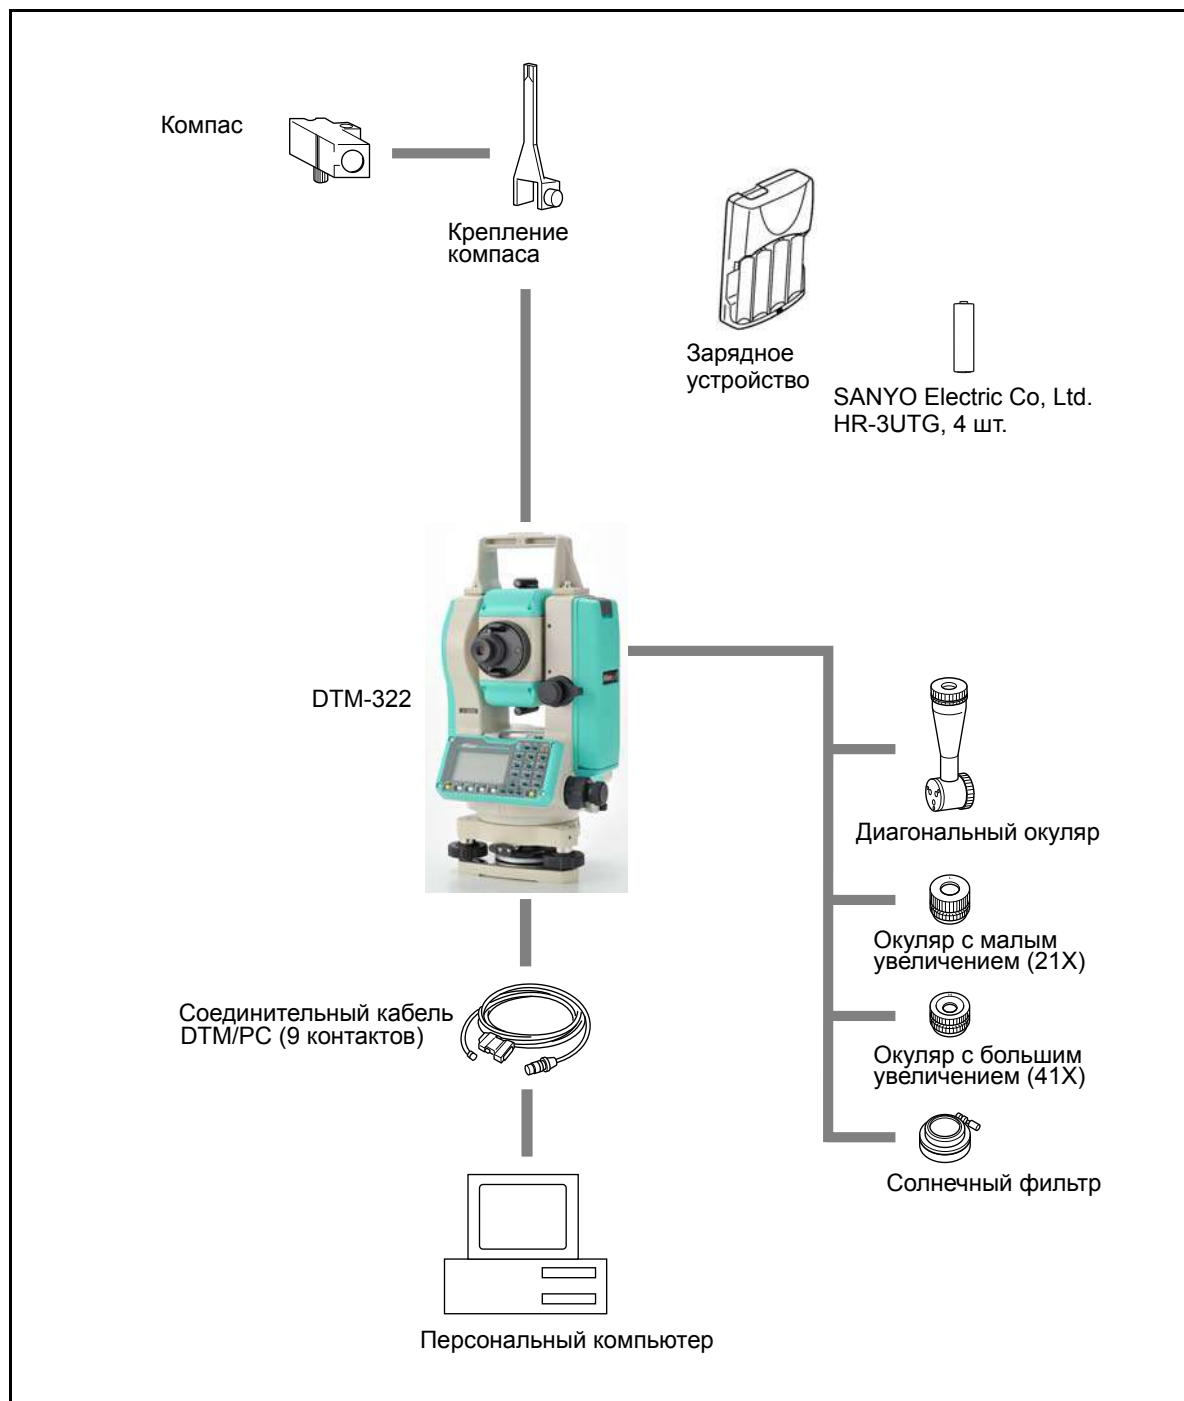 Компас
Крепление
компаса
Зарядное
устройство
SANYO Electric Co, Ltd.
HR-3UTG, 4 шт.
DTM-322
Диагональный окуляр
Окуляр с малым
увеличением (21X)
Соединительный кабель
DTM/PC (9 контактов)
Окуляр с большим
увеличением (41X)
Солнечный фильтр
Персональный компьютер